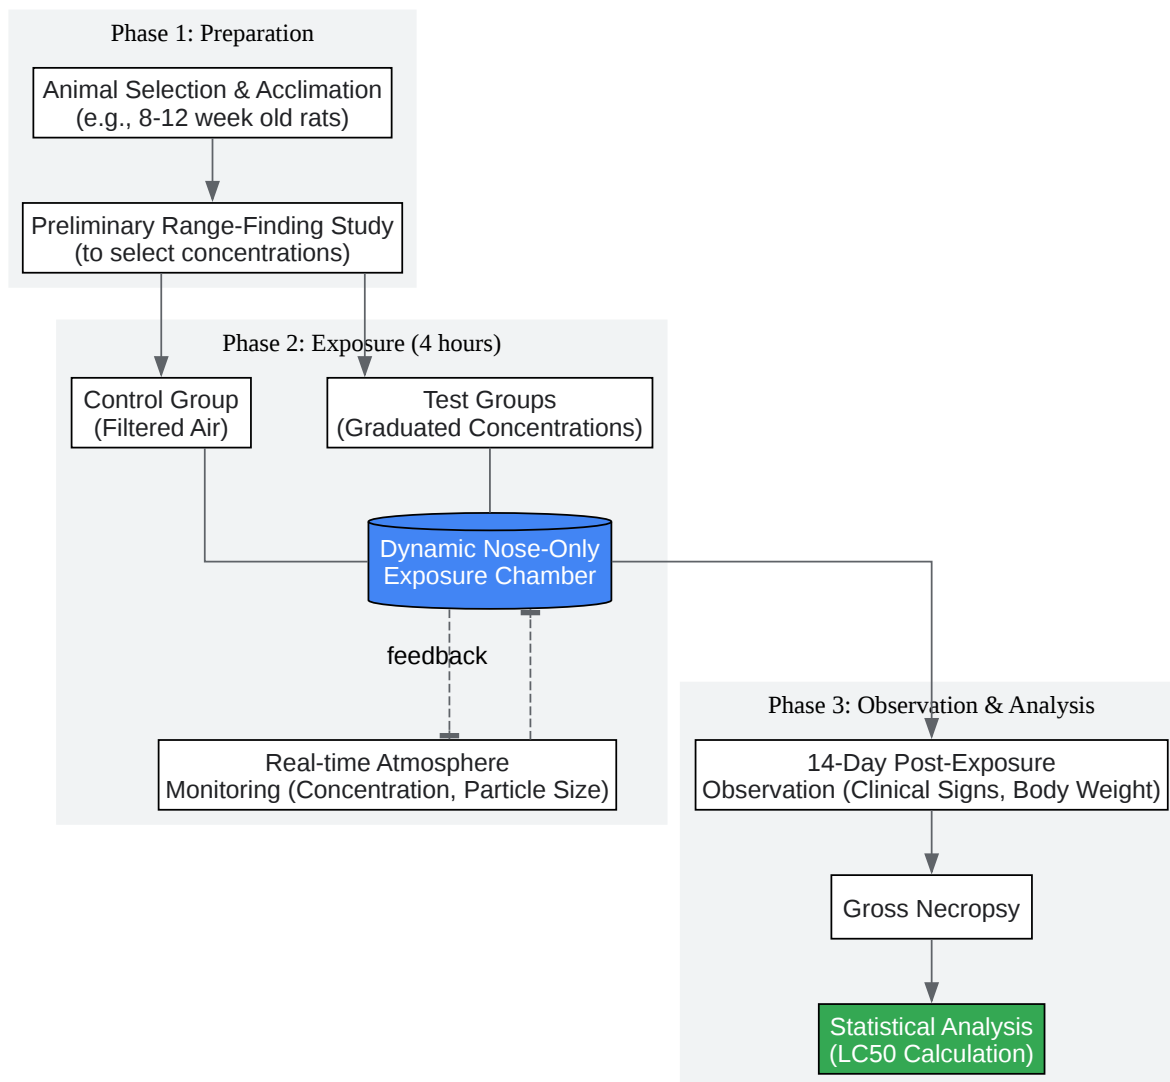 Phase 1: Preparation
Animal Selection & Acclimation
(e.g., 8-12 week old rats)
Preliminary Range-Finding Study
(to select concentrations)
Phase 2: Exposure (4 hours)
Control Group
(Filtered Air)
Test Groups
(Graduated Concentrations)
Dynamic Nose-Only
Exposure Chamber
feedback
Real-time Atmosphere
Monitoring (Concentration, Particle Size)
Phase 3: Observation & Analysis
14-Day Post-Exposure
Observation (Clinical Signs, Body Weight)
Gross Necropsy
Statistical Analysis
(LC50 Calculation)